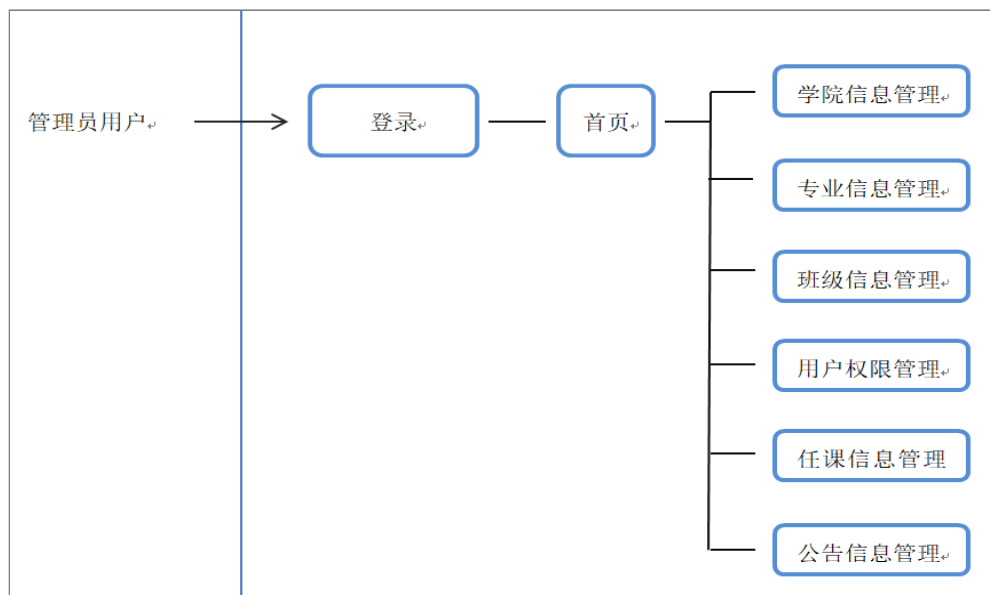 管理员用户
登录
首页
学院信息管理
专业信息管理
班级信息管理
用户权限管理
任课信息管理
公告信息管理